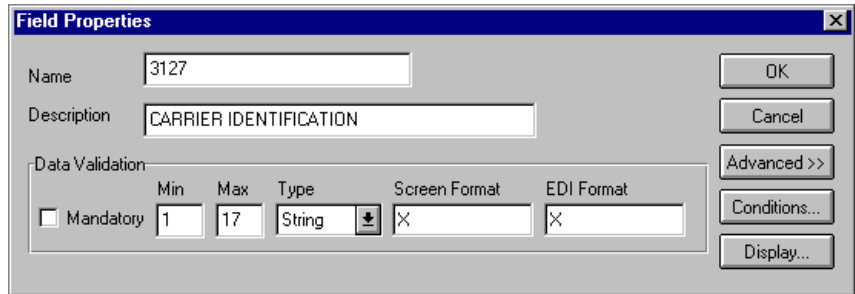 Field Properties
Name 3127 OK
Description CARRIER IDENTIFICATION Cancel
Data Validation Advanced >>
Min Max Type Screen Format EDI Format Conditions...
Mandatory 1 17 String X X
Display...